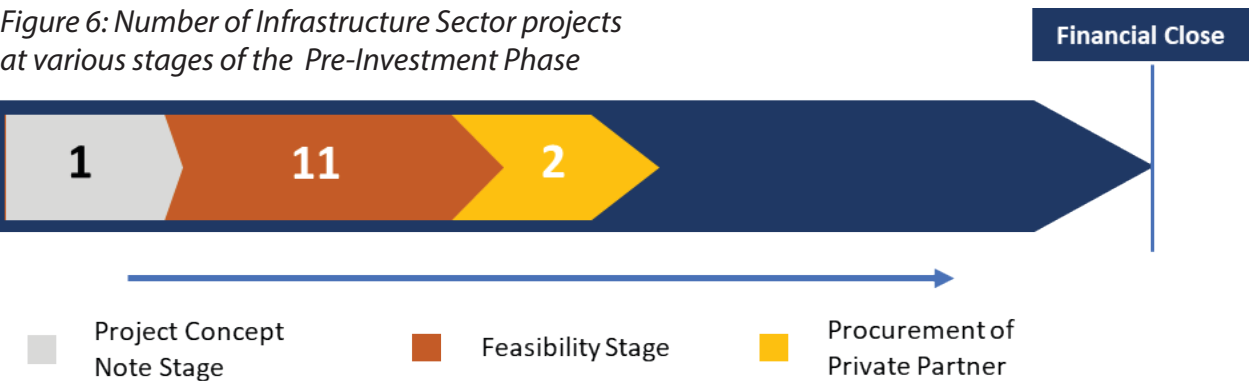 Figure 6: Number of Infrastructure Sector projects
at various stages of the Pre-Investment Phase
Financial Close
1
11
2
Project Concept
Note Stage
Feasibility Stage
Procurement of
Private Partner